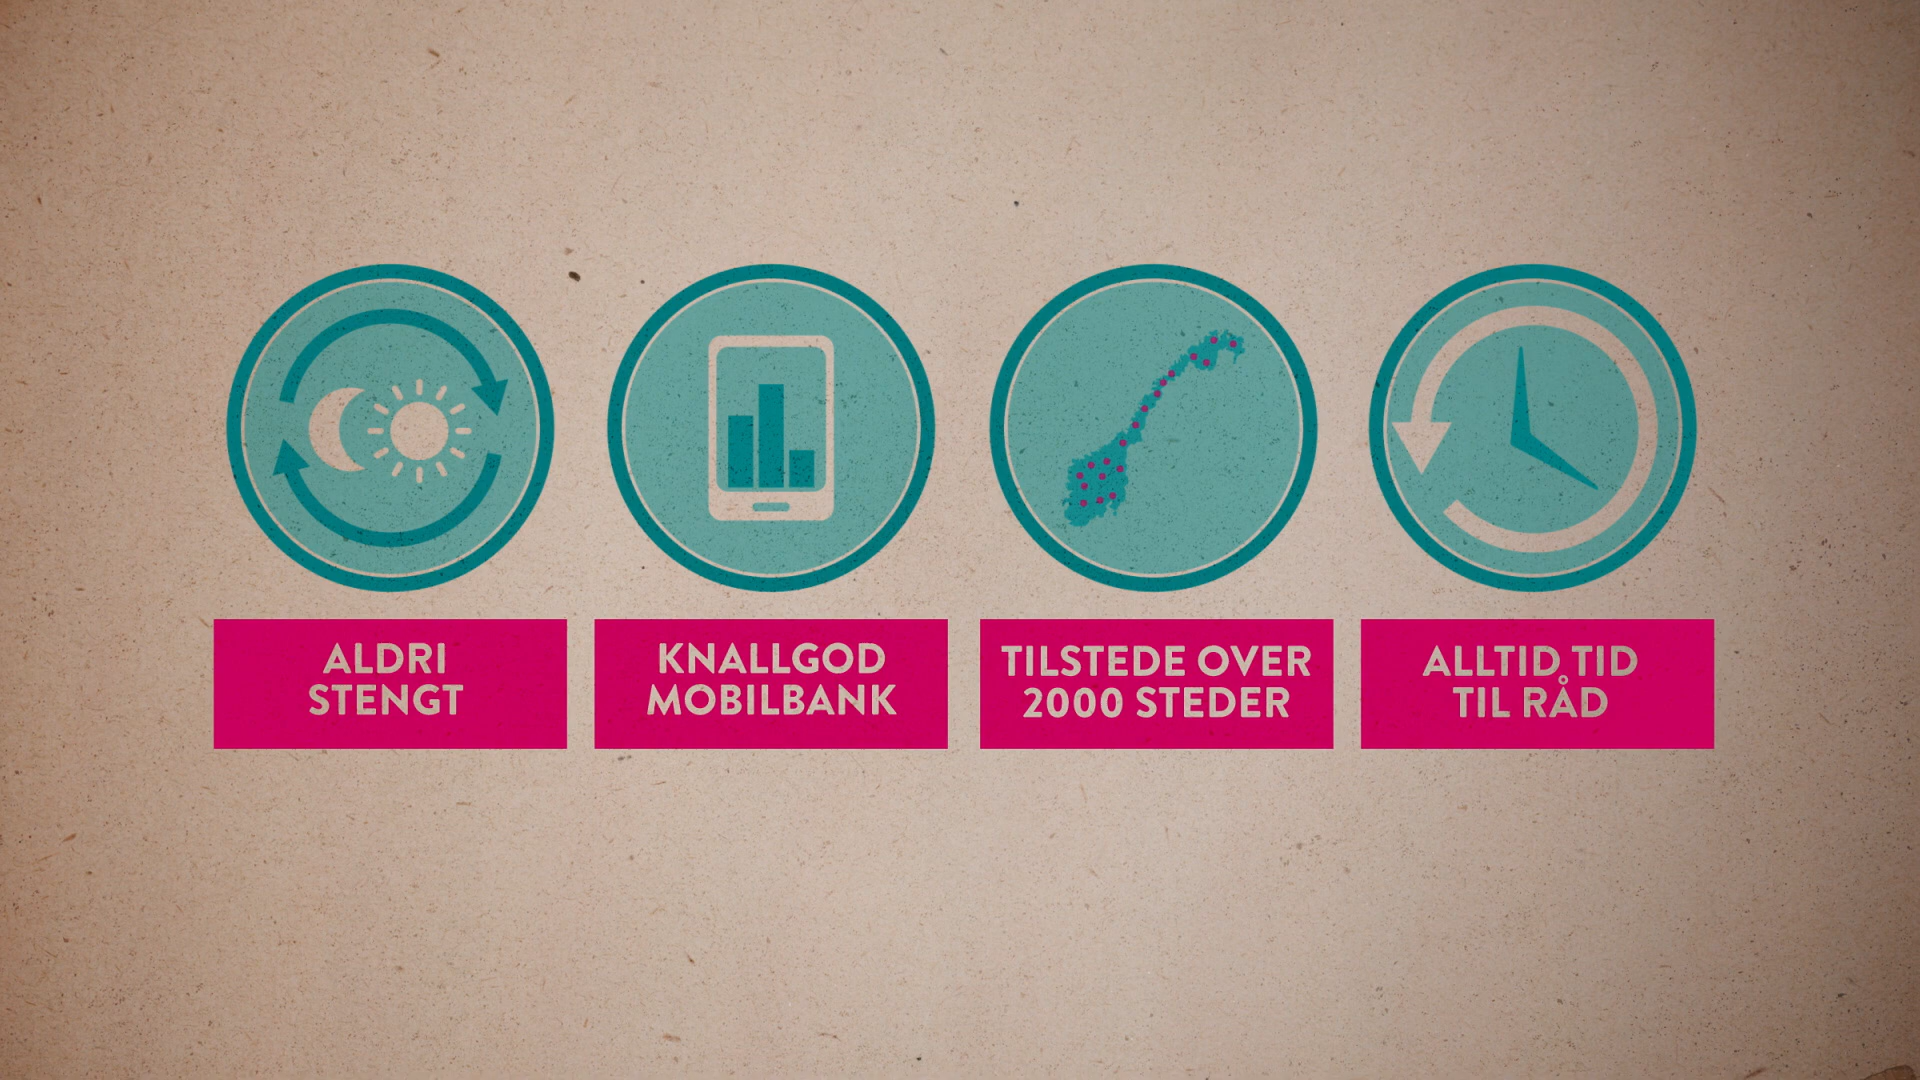 ALDRI
STENGT
KNALLGOD
MOBILBANK
TILSTEDE OVER
2000 STEDER
ALLTID TID
TIL RÅD